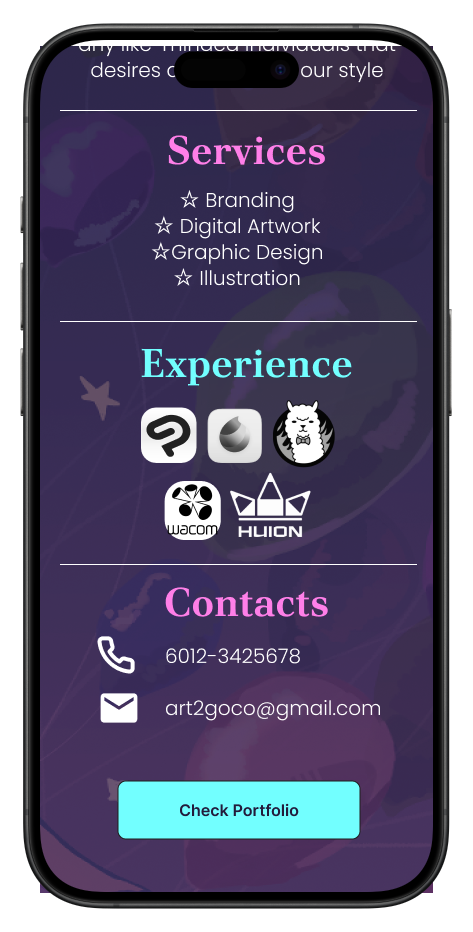 any like-minded individuals that
desires our style
Services
☆ Branding
☆ Digital Artwork
☆Graphic Design
☆ Illustration
Experience
wacom
HUION
Contacts
6012-3425678
art2goco@gmail.com
Check Portfolio